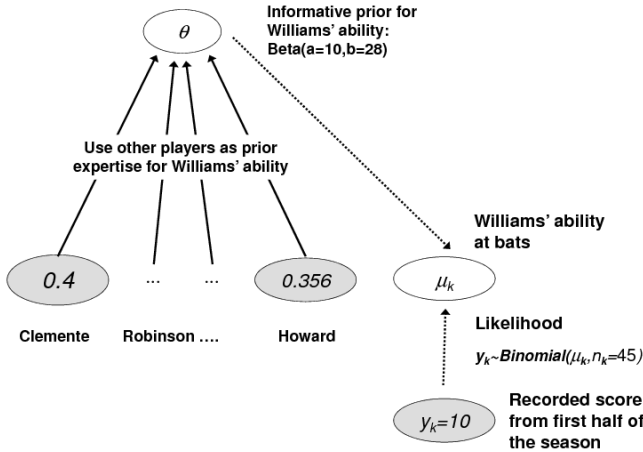 θ
Informative prior for
Williams’ ability:
Beta(a=10,b=28)
Use other players as prior
expertise for Williams’ ability
Williams’ ability
at bats
0.4
...
...
0.356
μk
Clemente
Robinson ....
Howard
Likelihood
yk~Binomial(μk,nk=45)
yk=10
Recorded score
from first half of
the season